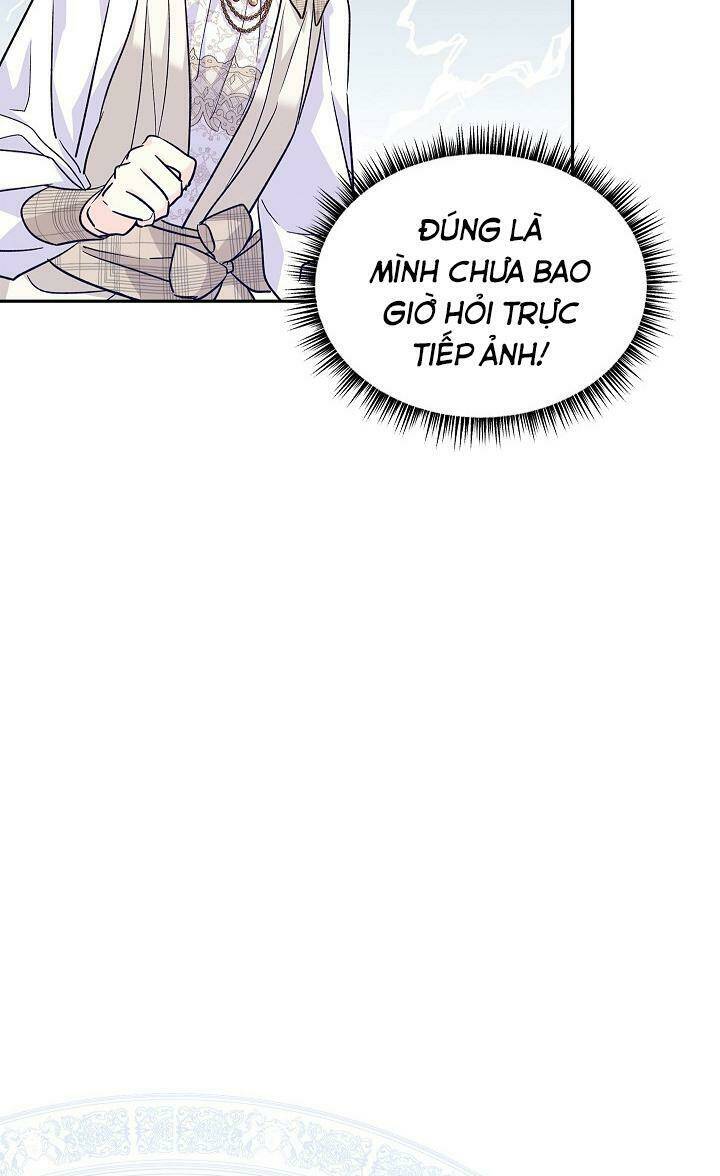 ĐÚNG LÀ
MÌNH CHƯA BAO
GIỜ HỎI TRỰC
TIẾP ẢNH!